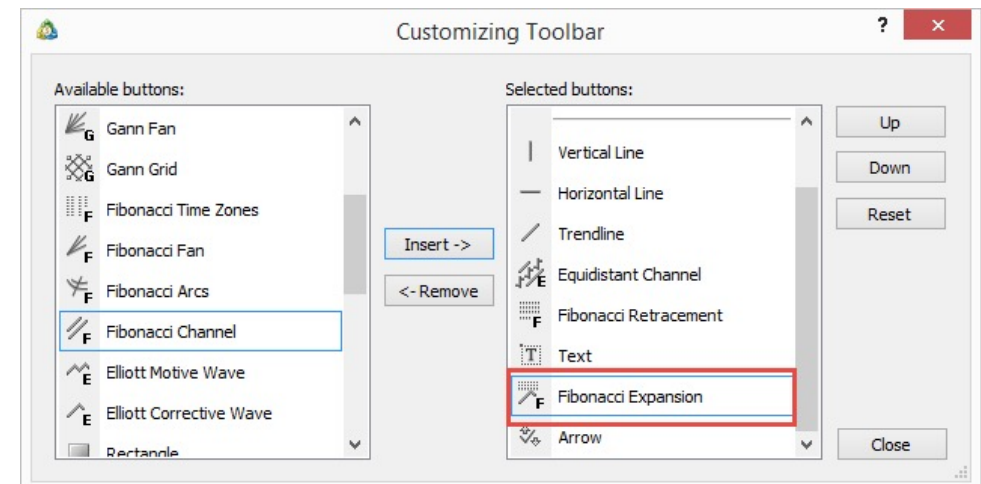 Customizing Toolbar
?
Available buttons:
Gann Fan
Gann Grid
Fibonacci Time Zones
Fibonacci Fan
Fibonacci Arcs
Fibonacci Channel
Elliott Motive Wave
Elliott Corrective Wave
Rectangle
Insert ->
<- Remove
Selected buttons:
Vertical Line
Horizontal Line
Trendline
Equidistant Channel
Fibonacci Retracement
Text
Fibonacci Expansion
Arrow
Up
Down
Reset
Close